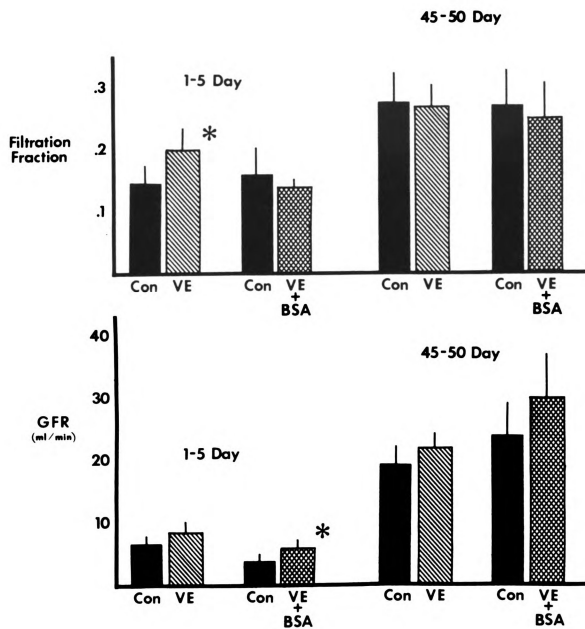 45-50 Day
1-5 Day
.3
.2
.1
Filtration
Fraction
*
Con VE Con VE Con VE Con VE
+ +
BSA BSA
40
30
20
10
GFR
(ml/min)
45-50 Day
1-5 Day
*
Con VE Con VE Con VE Con VE
+ +
BSA BSA